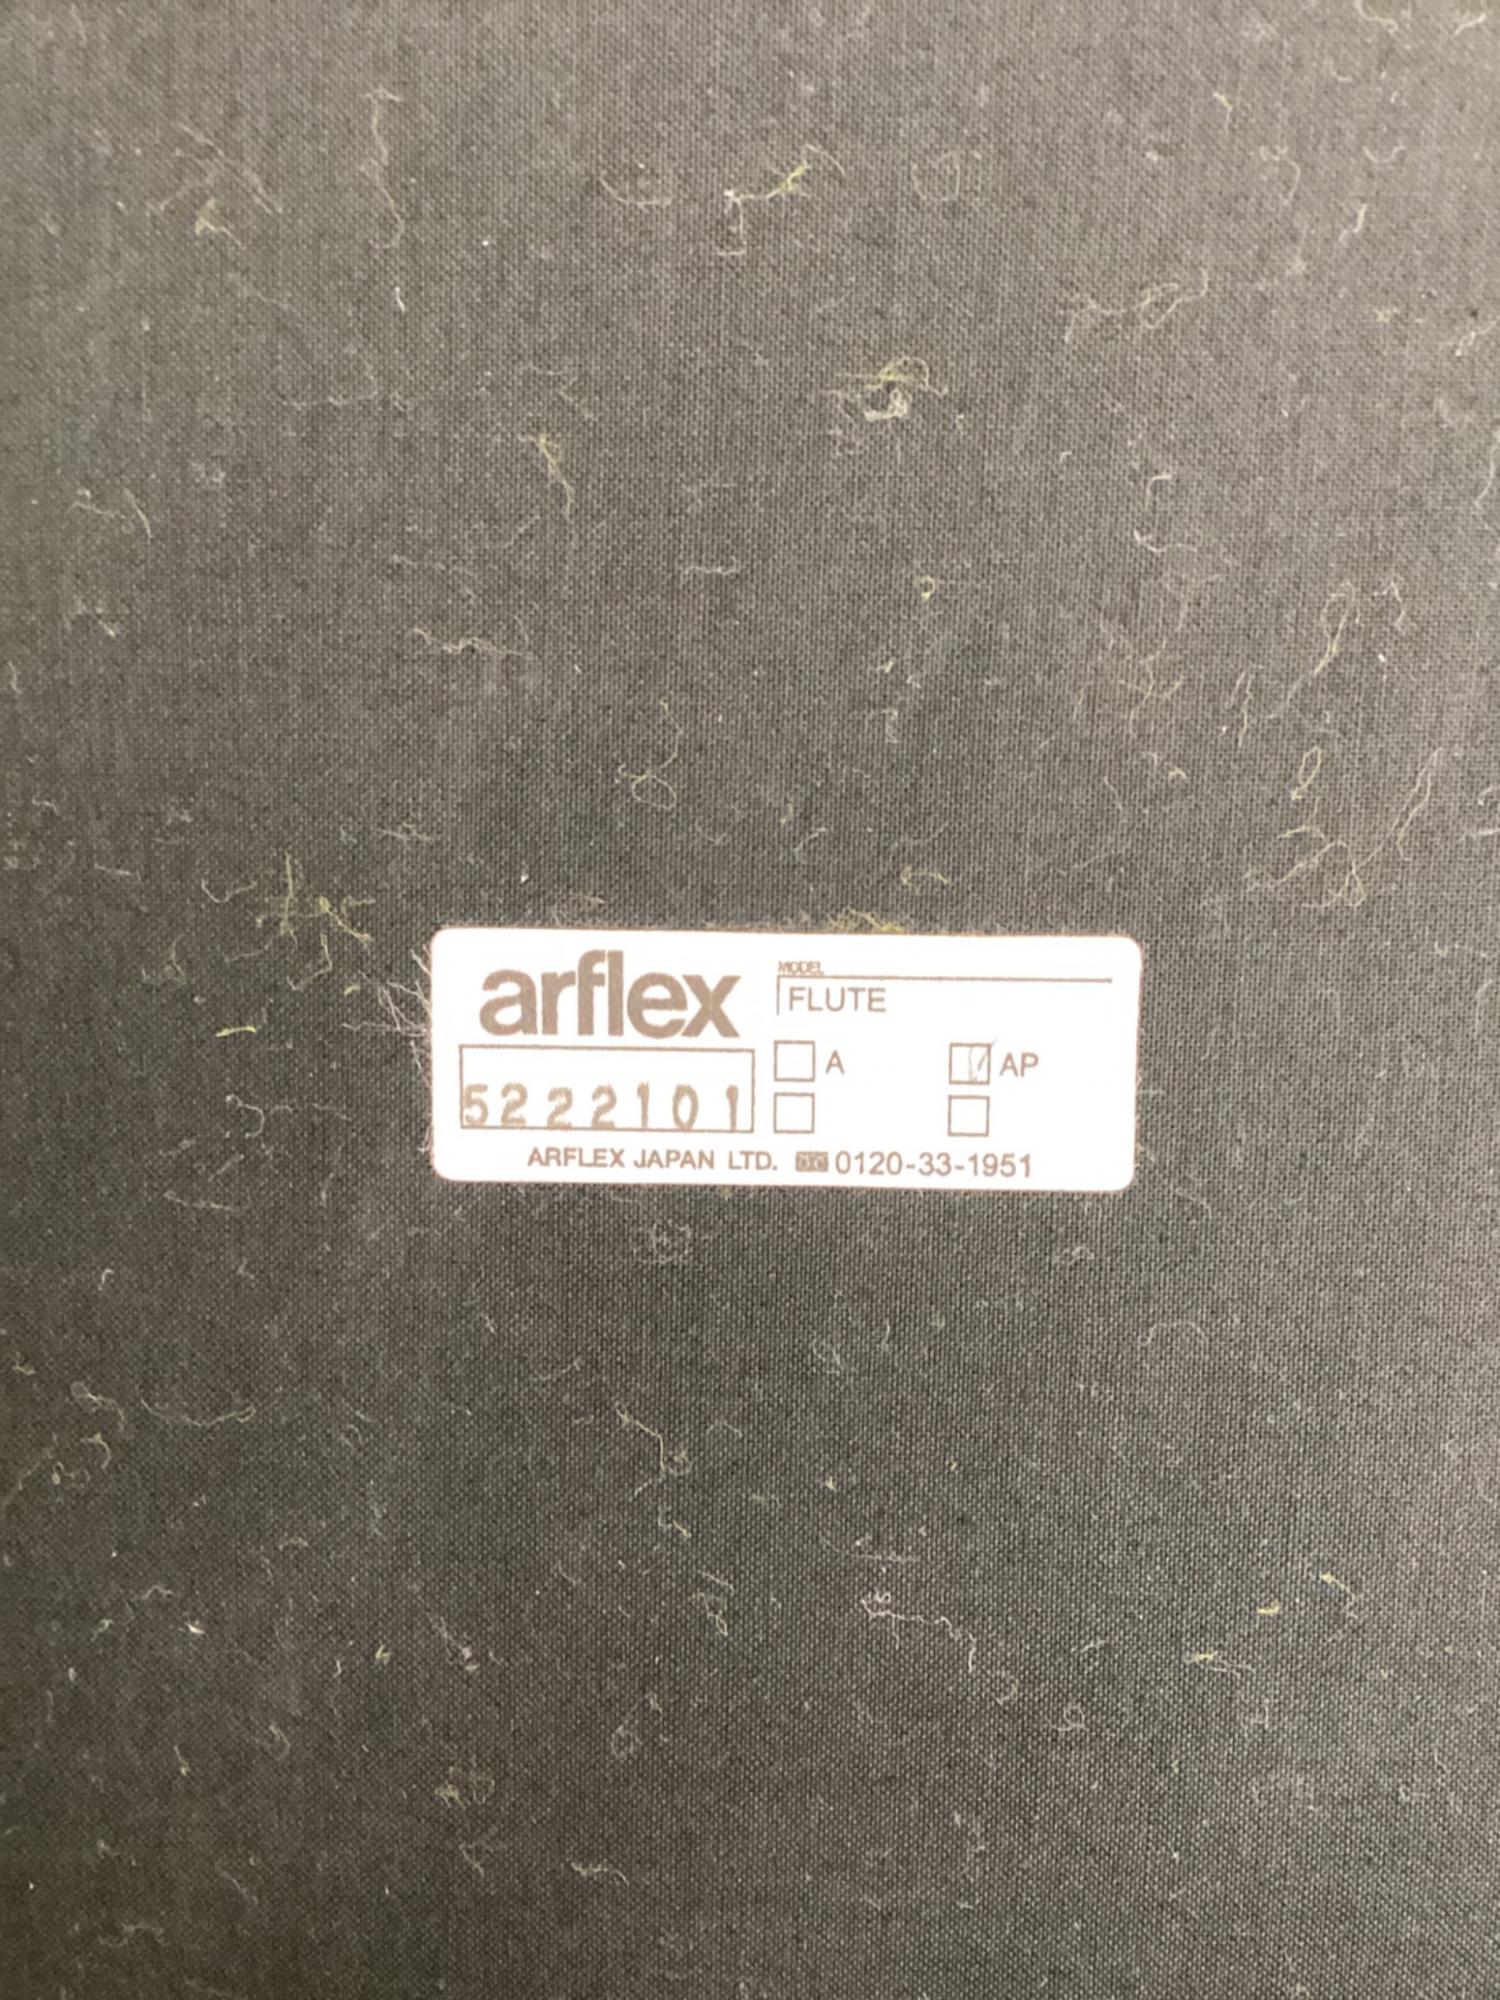 arflex
MODEL
FLUTE
A
AP
5222101
ARFLEX JAPAN LTD. 0120-33-1951